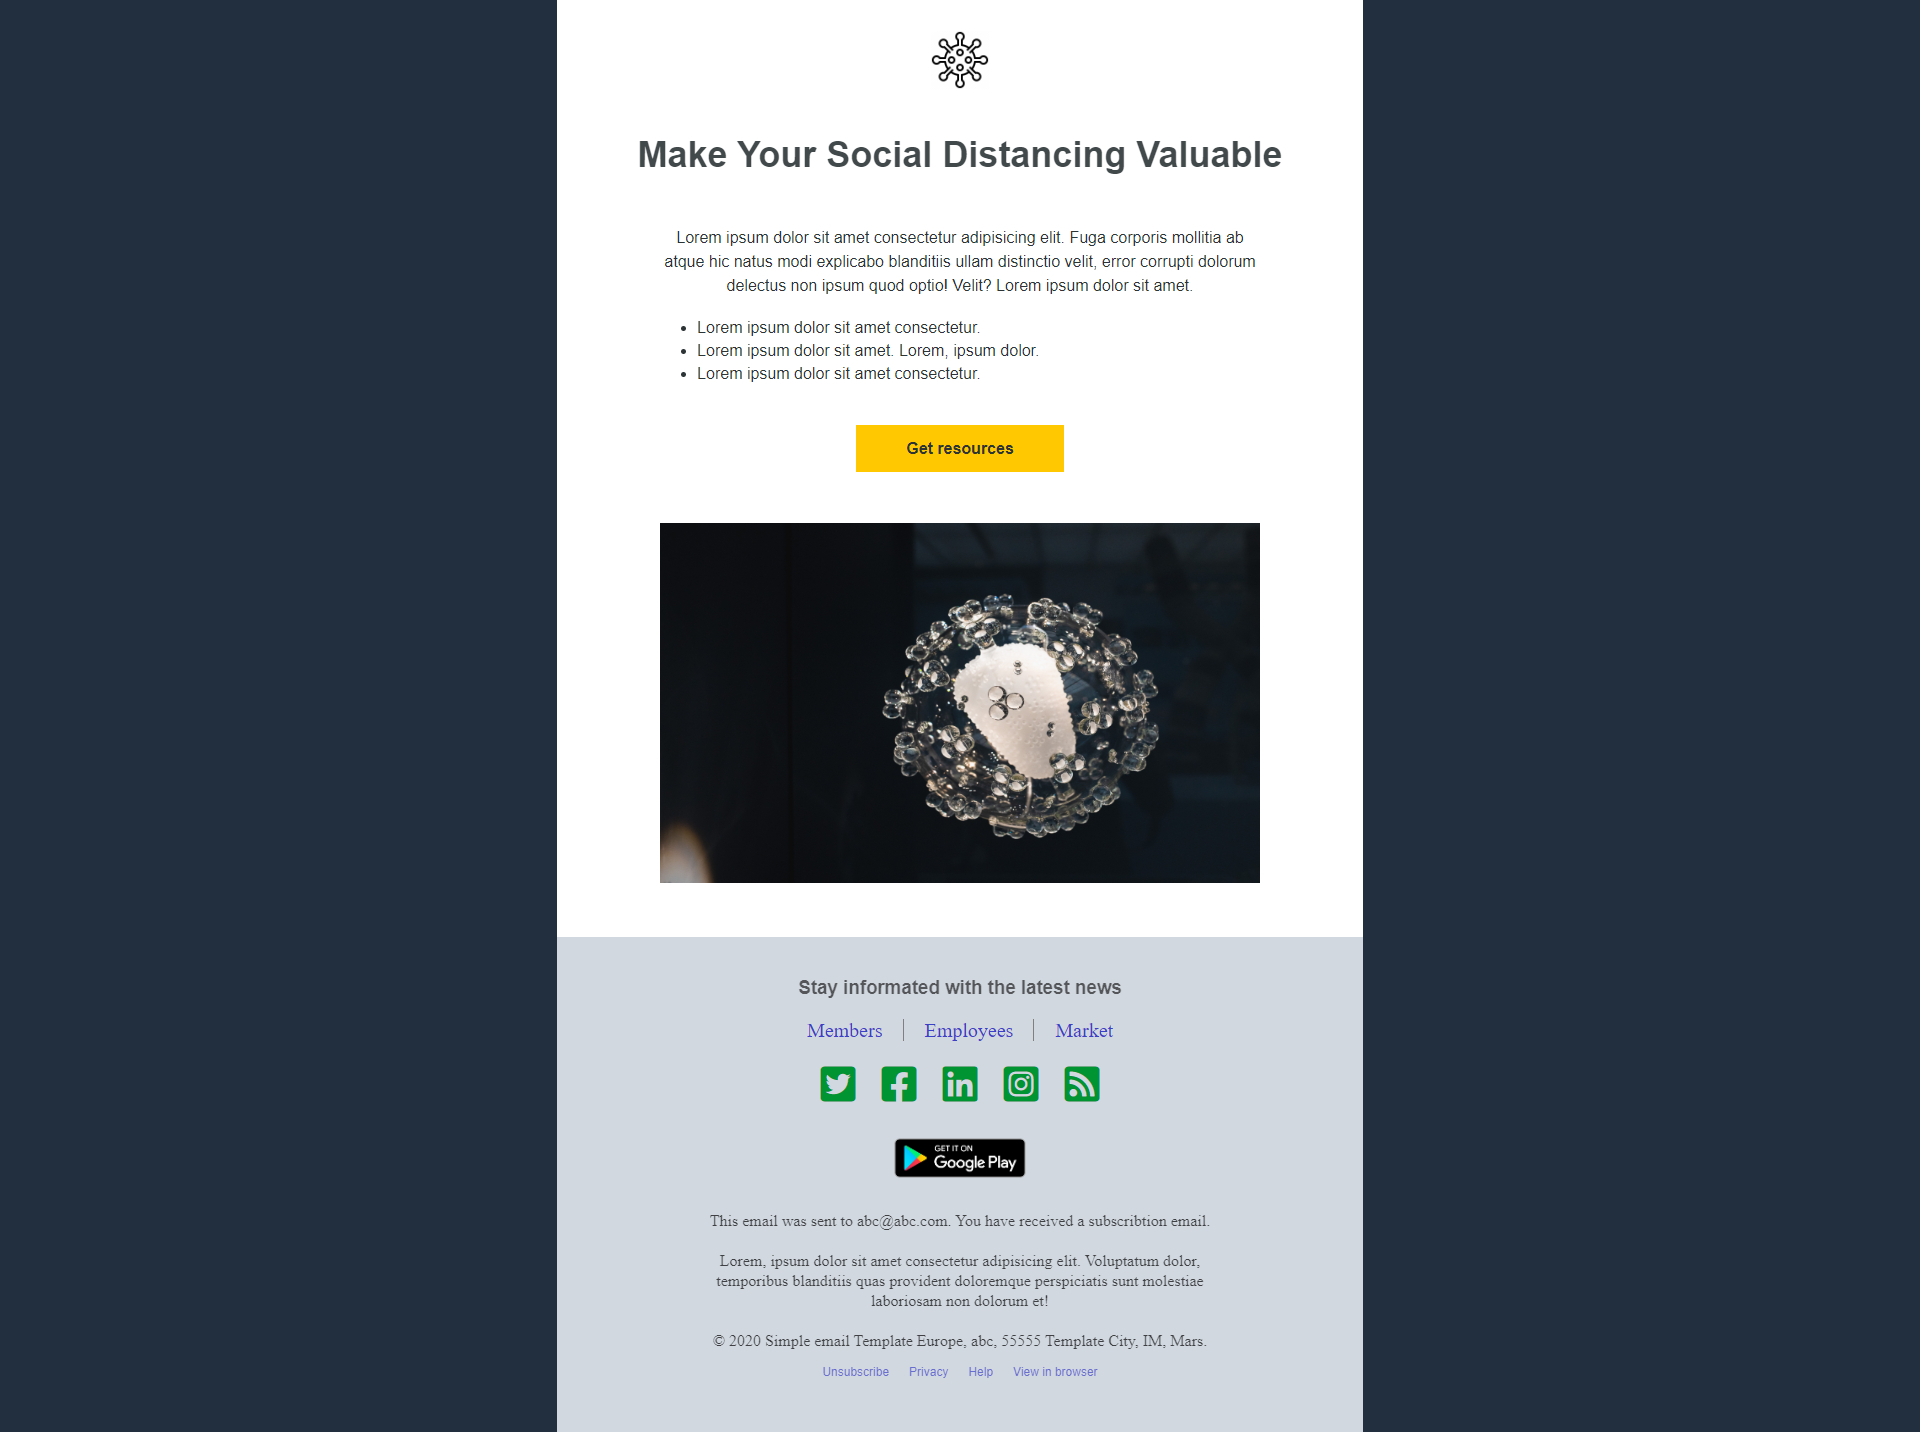 Make Your Social Distancing Valuable
Lorem ipsum dolor sit amet consectetur adipisicing elit. Fuga corporis mollitia ab
atque hic natus modi explicabo blanditiis ullam distinctio velit, error corrupti dolorum
delectus non ipsum quod optio! Velit? Lorem ipsum dolor sit amet.
• Lorem ipsum dolor sit amet consectetur.
• Lorem ipsum dolor sit amet. Lorem, ipsum dolor.
• Lorem ipsum dolor sit amet consectetur.
Get resources
Stay informated with the latest news
Members | Employees | Market
GET IT ON
Google Play
This email was sent to abc@abc.com. You have received a subscribtion email.
Lorem, ipsum dolor sit amet consectetur adipisicing elit. Voluptatum dolor,
temporibus blanditiis quas provident doloremque perspiciatis sunt molestiae
laboriosam non dolorum et!
© 2020 Simple email Template Europe, abc, 55555 Template City, IM, Mars.
Unsubscribe Privacy Help View in browser